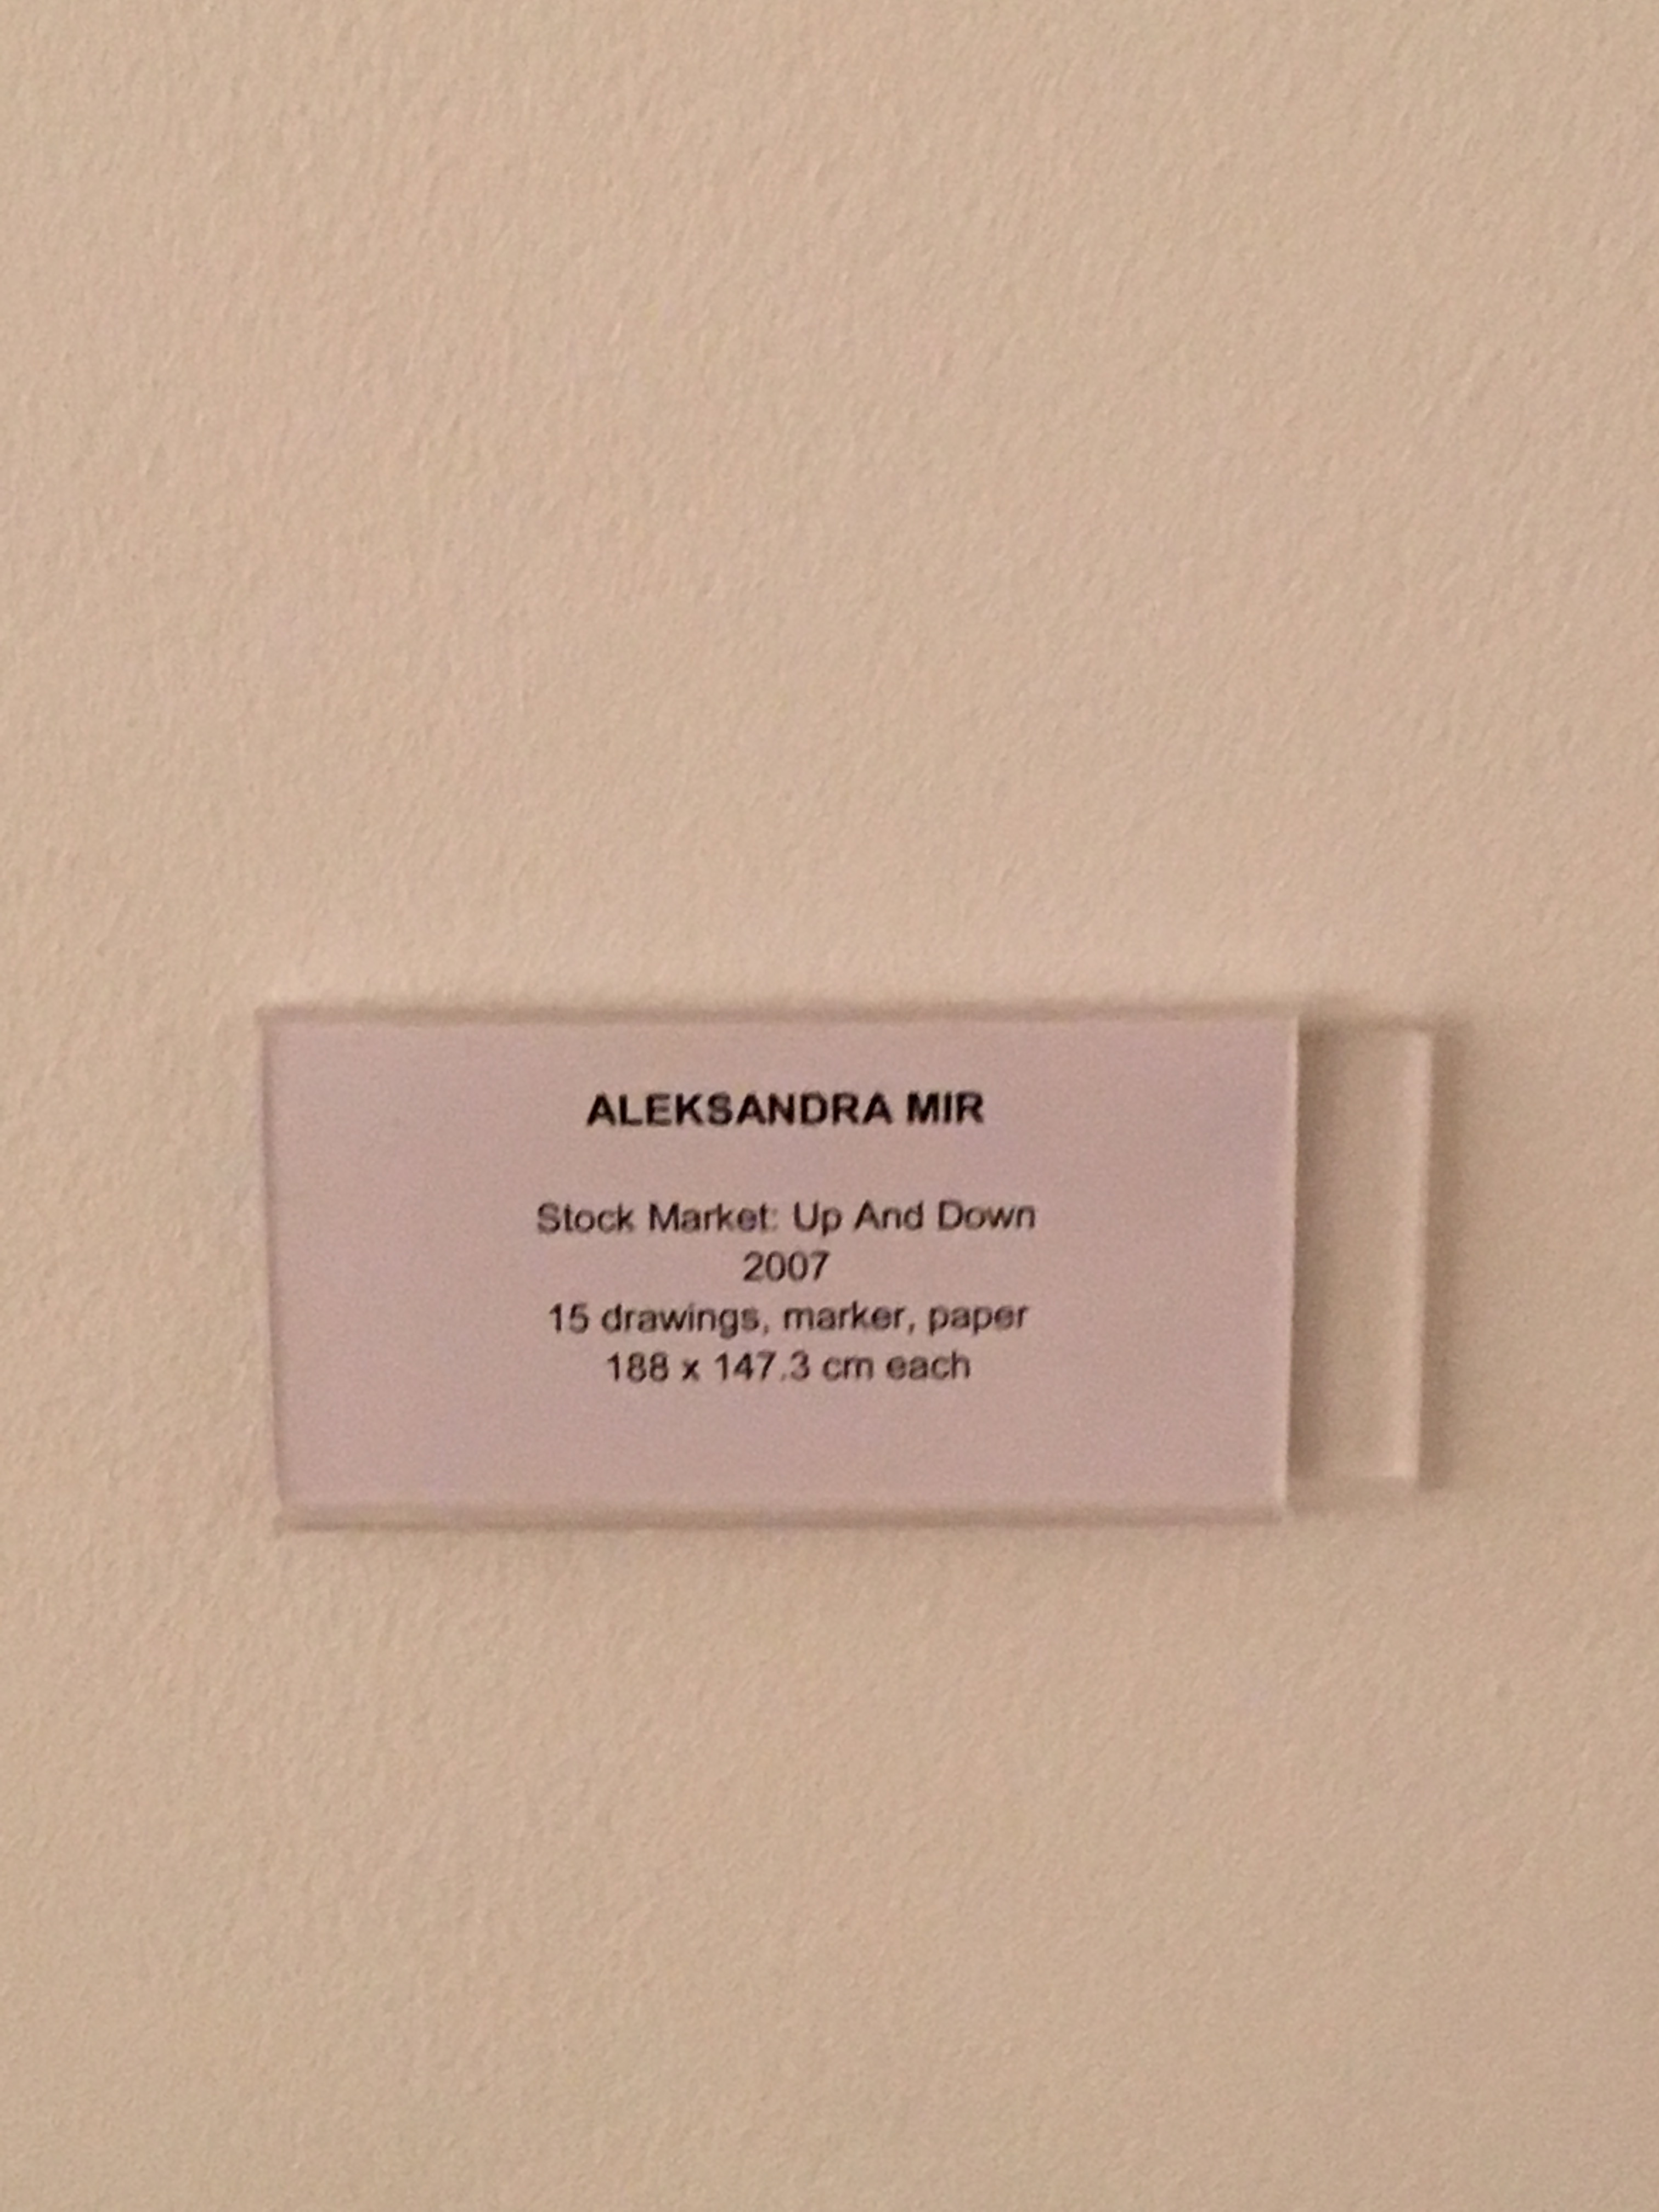 ALEKSANDRA MIR
Stock Market: Up And Down
2007
15 drawings, marker, paper
188 x 147.3 cm each